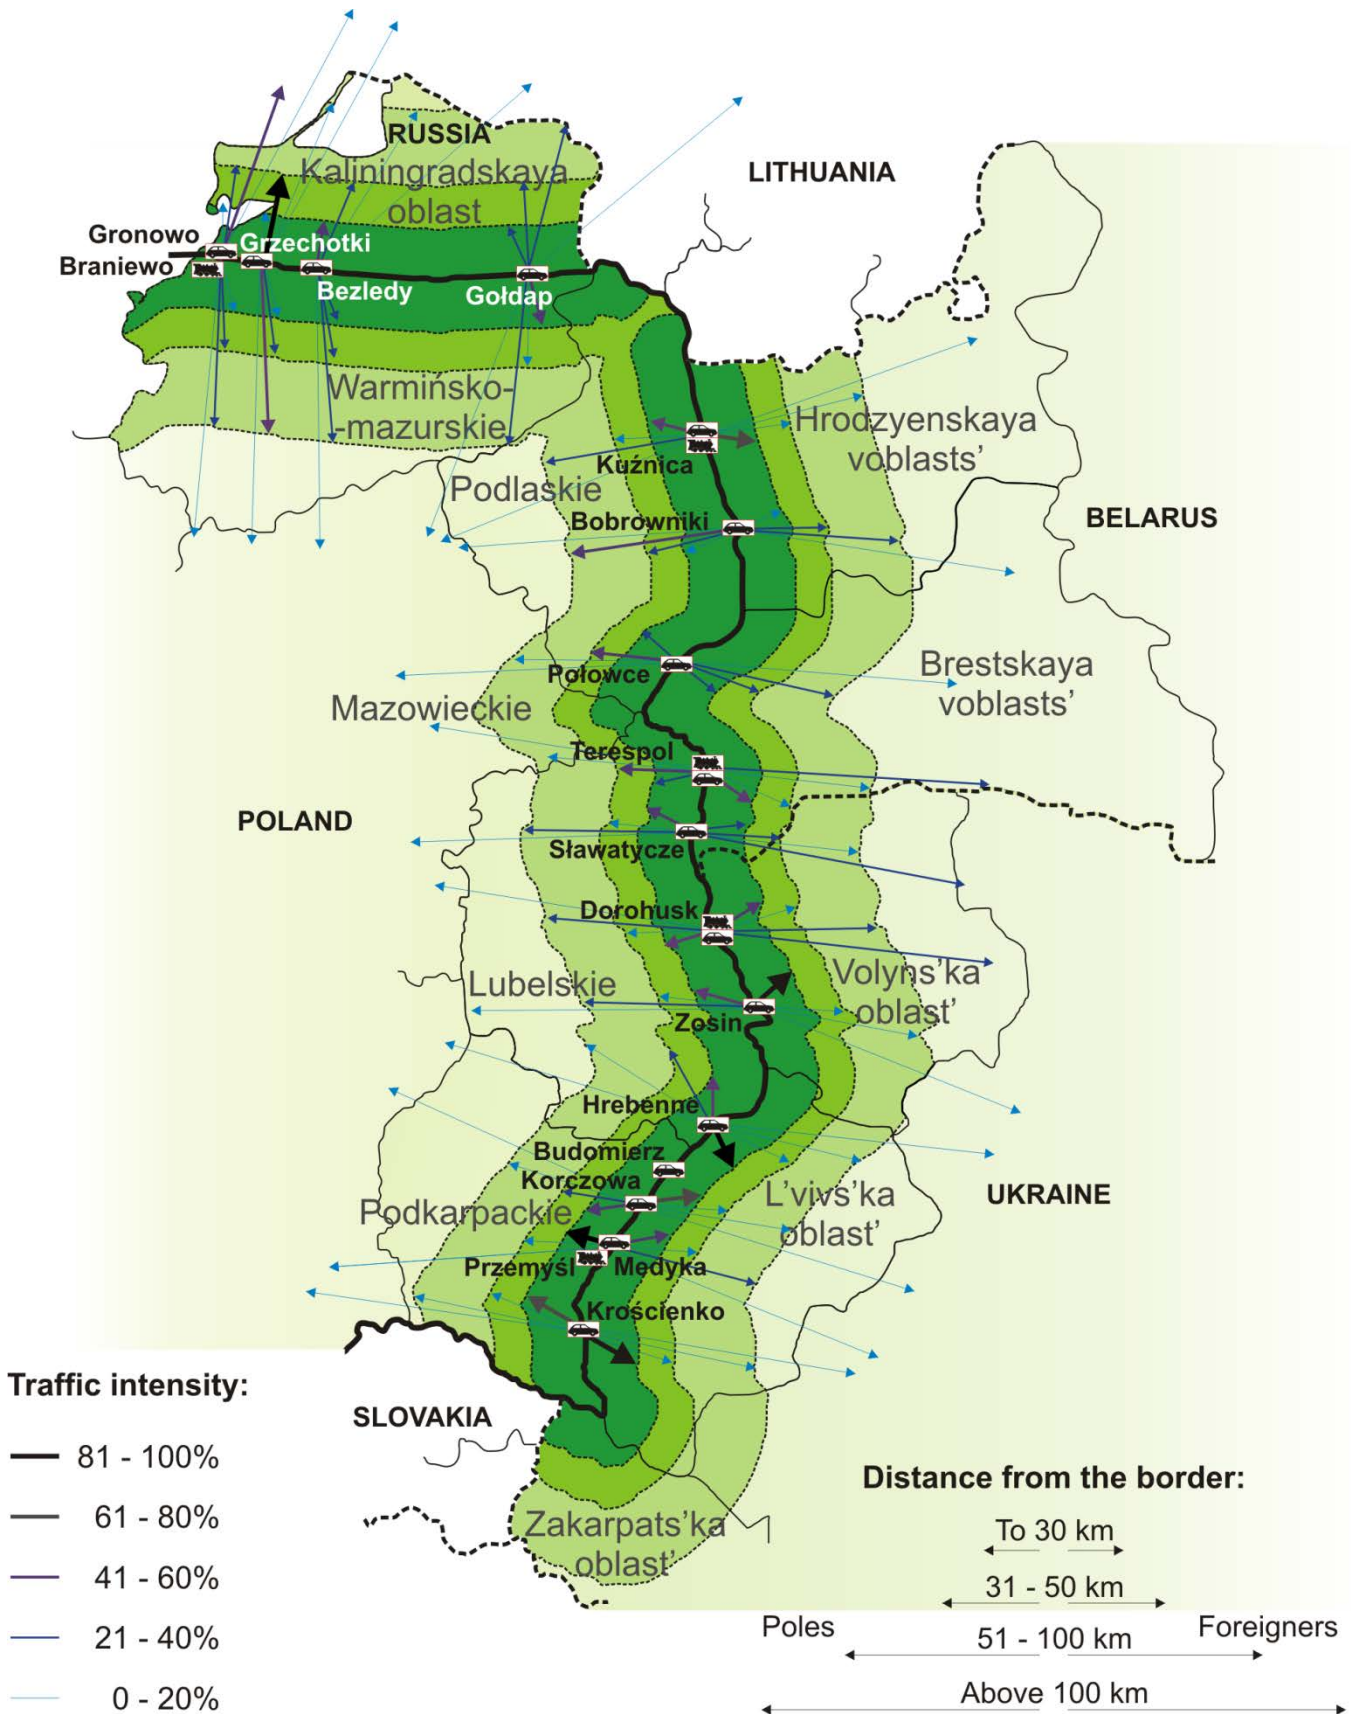 RUSSIA
Kaliningradskaya
oblast
LITHUANIA
Gronowo
Grzechotki
Braniewo
Bezledy
Gołdap
Warmińsko-
-mazurskie
Hrodzyenskaya
voblasts'
Kuźnica
Podlaskie
Bobrowniki
BELARUS
Brestskaya
voblasts'
Połowce
Mazowieckie
Terespol
POLAND
Sławatycze
Dorohusk
Volyns'ka
oblast'
Lubelskie
Zosin
Hrebenne
Budomierz
Korczowa
L'vivs'ka
oblast'
UKRAINE
Podkarpackie
Przemyśl
Medyka
Krościenko
Traffic intensity:
SLOVAKIA
81 - 100%
61 - 80%
41 - 60%
21 - 40%
0 - 20%
Zakarpats'ka
oblast'
Distance from the border:
To 30 km
31 - 50 km
Poles
Foreigners
51 - 100 km
Above 100 km